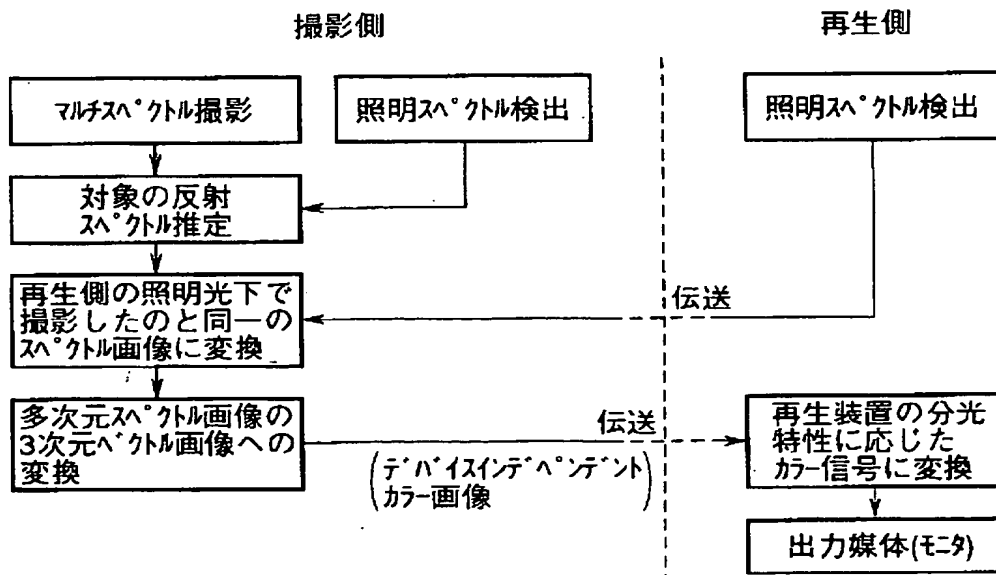 撮影側
再生側
マルチスペクトル撮影
照明スペクトル検出
照明スペクトル検出
対象の反射
スペクトル推定
再生側の照明光下で
撮影したのと同一の
スペクトル画像に変換
伝送
多次元スペクトル画像の
3次元ベクトル画像への
変換
伝送
(デバイスインデペンデント
カラー画像)
再生装置の分光
特性に応じた
カラー信号に変換
出力媒体(モニタ)